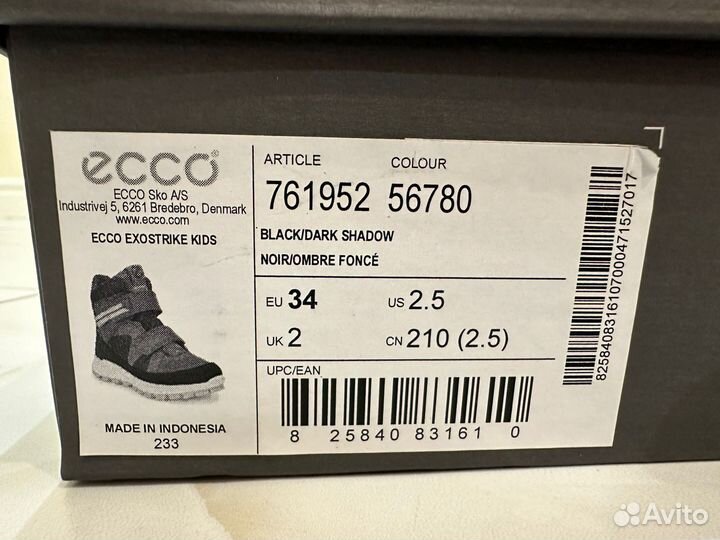 ecco
ECCO Sko A/S
Industrivej 5, 6261 Bredebro, Denmark
www.ecco.com
ECCO EXOSTRIKE KIDS
MADE IN INDONESIA
233
ARTICLE COLOUR
761952 56780
BLACK/DARK SHADOW
NOIR/OMBRE FONCÉ
EU 34 US 2.5
UK 2 CN 210 (2.5)
UPC/EAN
8 25840 83161 0
82584083161070004715270​17
Avito